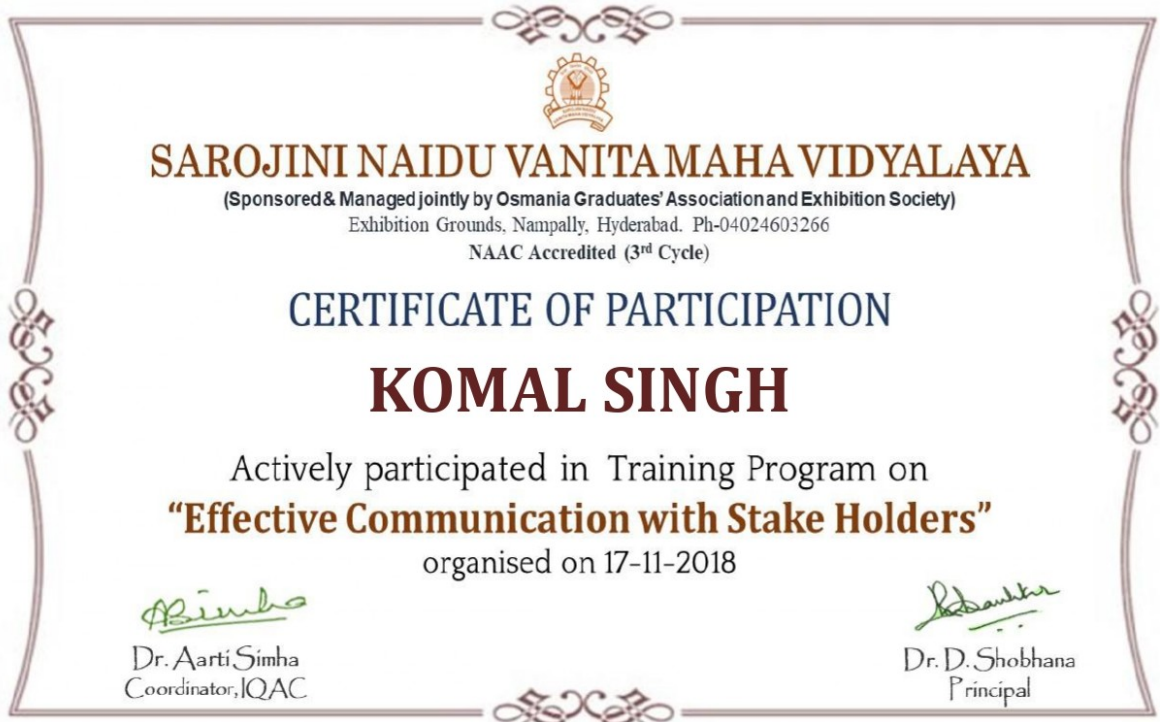 SAROJINI NAIDU VANITA MAHA VIDYALAYA
(Sponsored & Managed jointly by Osmania Graduates' Association and Exhibition Society)
Exhibition Grounds, Nampally, Hyderabad. Ph-04024603266
NAAC Accredited (3rd Cycle)
CERTIFICATE OF PARTICIPATION
KOMAL SINGH
Actively participated in Training Program on
“Effective Communication with Stake Holders”
organised on 17-11-2018
Dr. Aarti Simha
Coordinator, IQAC
Dr. D. Shobhana
Principal